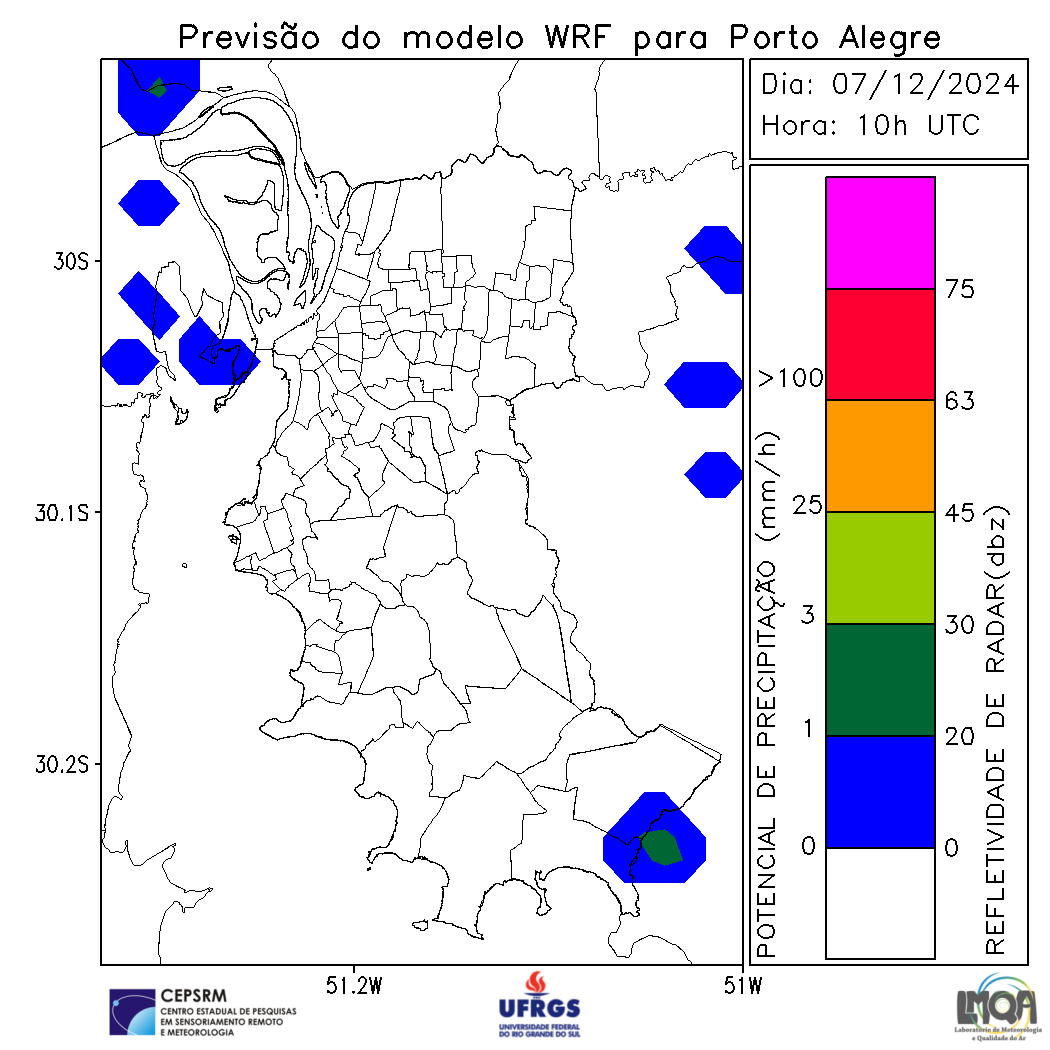 Previsão do modelo WRF para Porto Alegre
Dia: 07/12/2024
Hora: 10h UTC
30S
30.1S
30.2S
51.2W
51W
POTENCIAL DE PRECIPITAÇÃO (mm/h)
>100
25
3
1
0
75
63
45
30
20
0
REFLETIVIDADE DE RADAR(dbz)
CEPSRM
CENTRO ESTADUAL DE PESQUISAS
EM SENSORIAMENTO REMOTO
E METEOROLOGIA
UFRGS
UNIVERSIDADE FEDERAL
DO RIO GRANDE DO SUL
LMQA
Laboratório de Meteorologia
e Qualidade do Ar